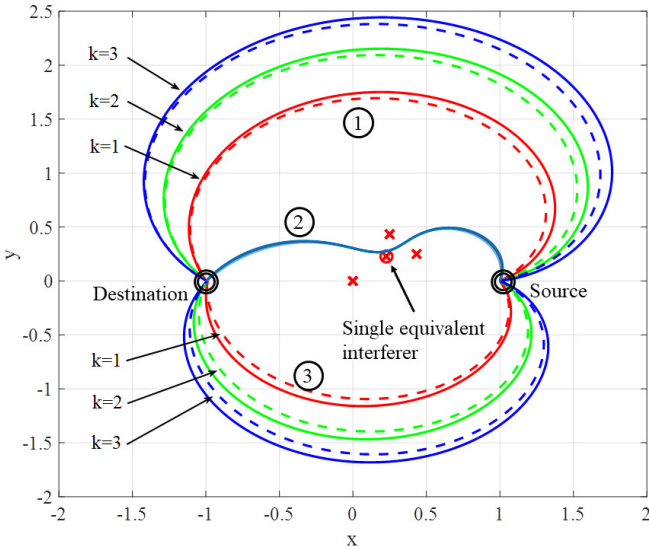 2.5
2
1.5
1
0.5
0
-0.5
-1
-1.5
-2
y
k=3
k=2
k=1
1
2
Destination
Source
Single equivalent
interferer
k=1
k=2
k=3
3
-2
-1.5
-1
-0.5
0
0.5
1
1.5
2
x